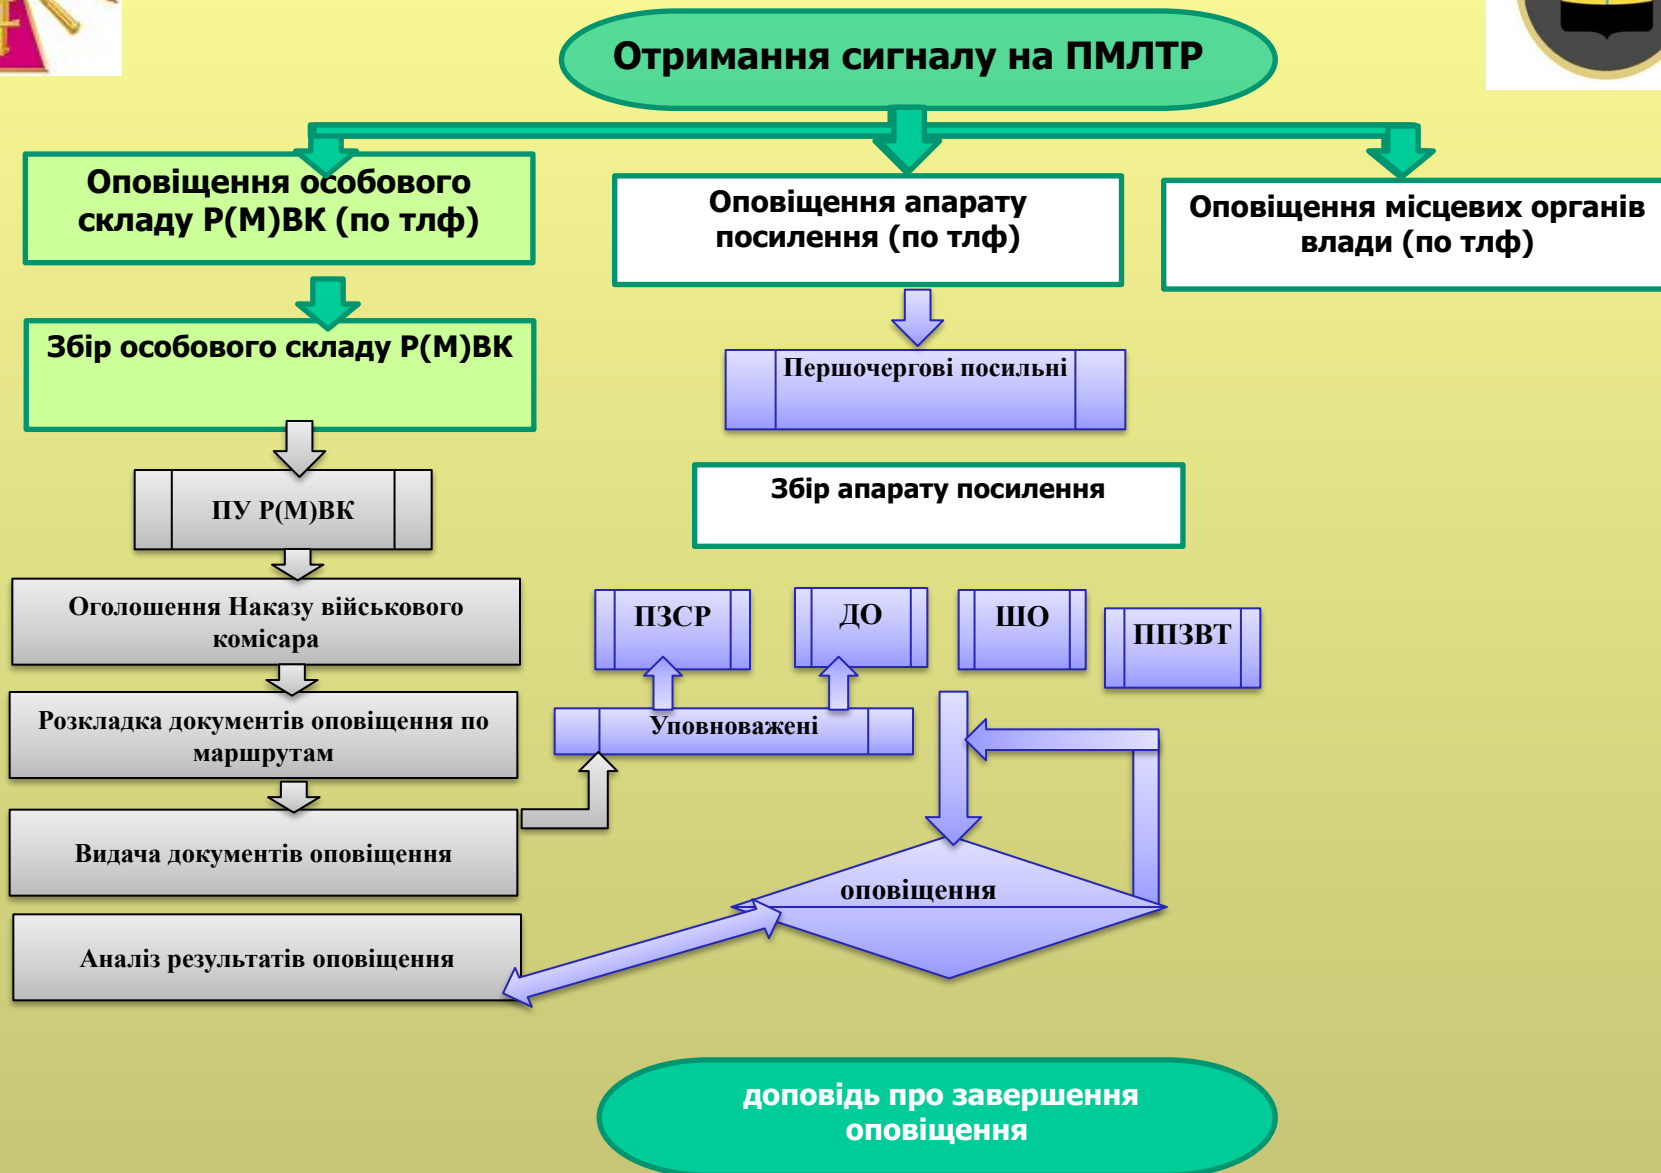 Отримання сигналу на ПМЛТР
Оповіщення особового
складу Р(М)ВК (по тлф)
Оповіщення апарату
посилення (по тлф)
Оповіщення місцевих органів
влади (по тлф)
Збір особового складу Р(М)ВК
Першочергові посильні
Збір апарату посилення
ПУ Р(М)ВК
Оголошення Наказу військового
комісара
ПЗСР
ДО
ШО
ППЗВТ
Розкладка документів оповіщення по
маршрутам
Уповноважені
Видача документів оповіщення
оповіщення
Аналіз результатів оповіщення
доповідь про завершення
оповіщення